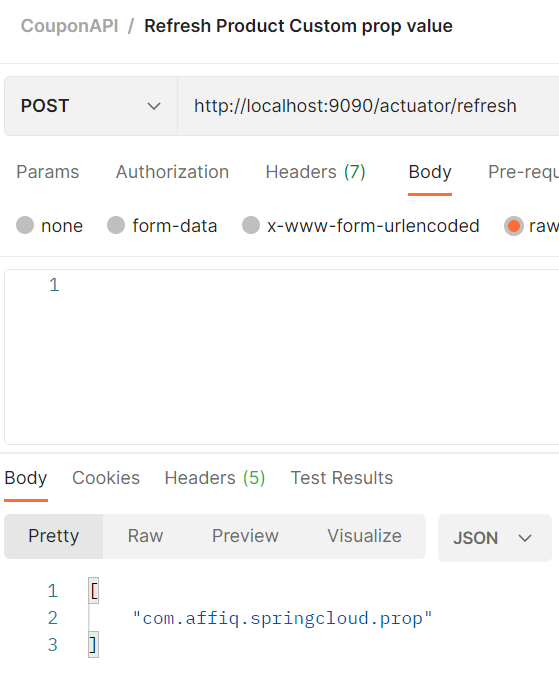 CouponAPI / Refresh Product Custom prop value
POST http://localhost:9090/actuator/refresh
Params Authorization Headers (7) Body Pre-requ
none form-data x-www-form-urlencoded raw
1
Body Cookies Headers (5) Test Results
Pretty Raw Preview Visualize JSON
1 [
2 "com.affiq.springcloud.prop"
3 ]